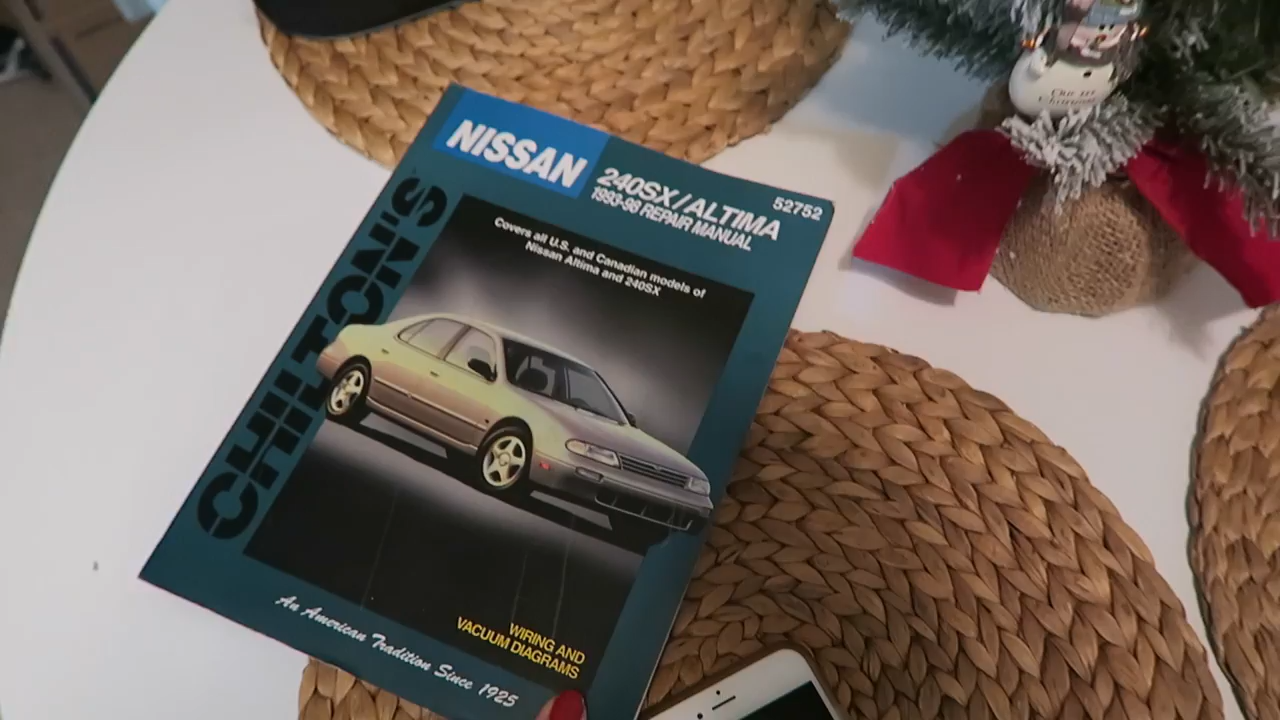 NISSAN
240SX/ALTIMA
1993-98 REPAIR MANUAL
52752
CHILTON'S
Covers all U.S. and Canadian models of
Nissan Altima and 240SX
WIRING AND
VACUUM DIAGRAMS
An American Tradition Since 1925